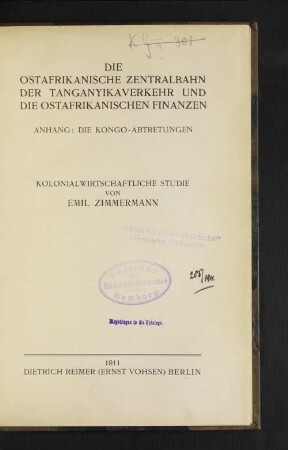 DIE
OSTAFRIKANISCHE ZENTRALBAHN
DER TANGANYIKAVERKEHR UND
DIE OSTAFRIKANISCHEN FINANZEN
ANHANG: DIE KONGO-ABTRETUNGEN
KOLONIALWIRTSCHAFTLICHE STUDIE
VON
EMIL ZIMMERMANN
Hamburg
1911
DIETRICH REIMER (ERNST VOHSEN) BERLIN